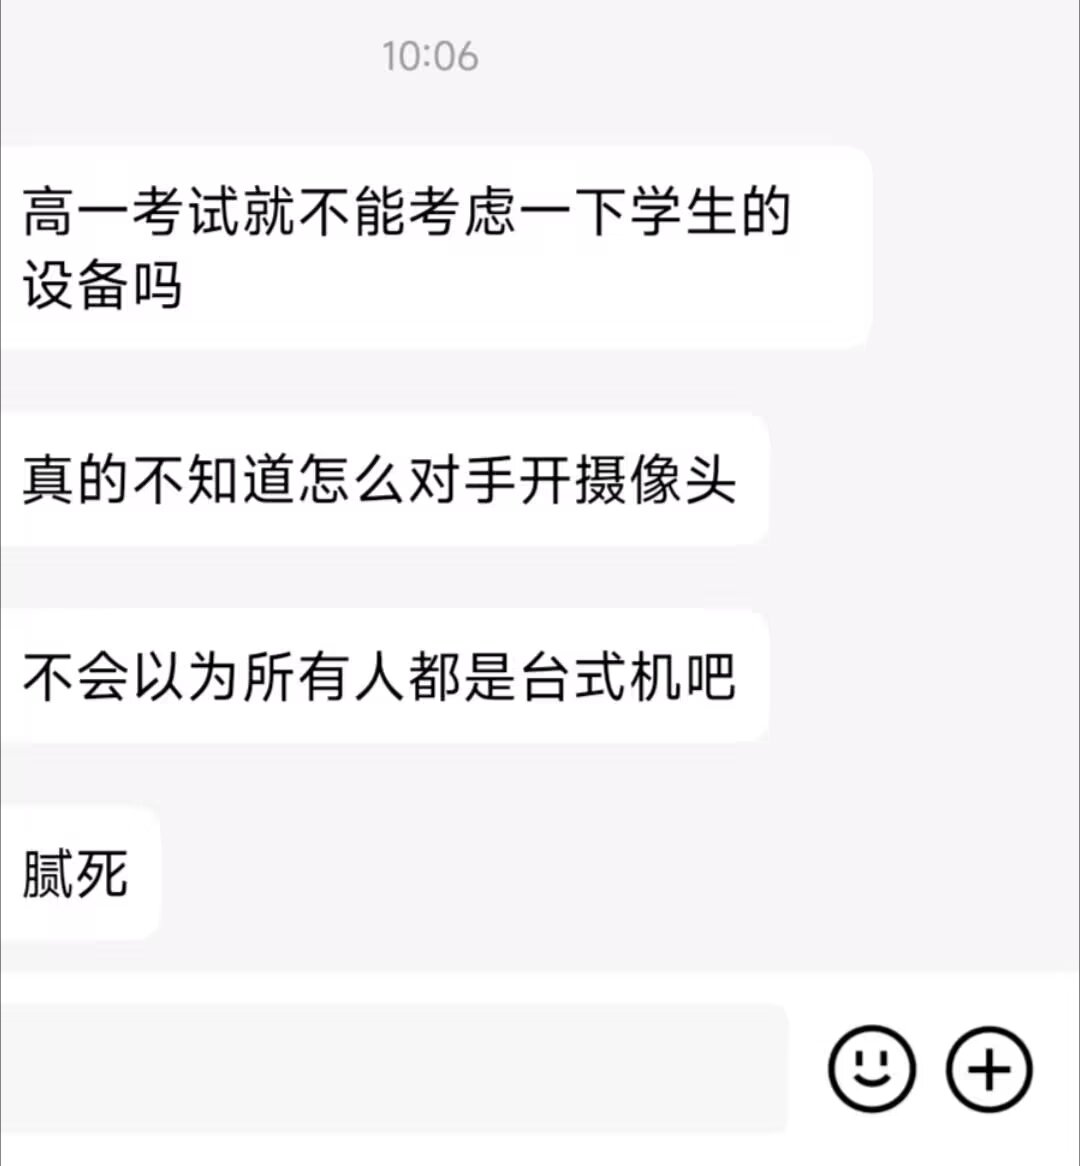 10:06
高一考试就不能考虑一下学生的
设备吗
真的不知道怎么对手开摄像头
不会以为所有人都是台式机吧
腻死